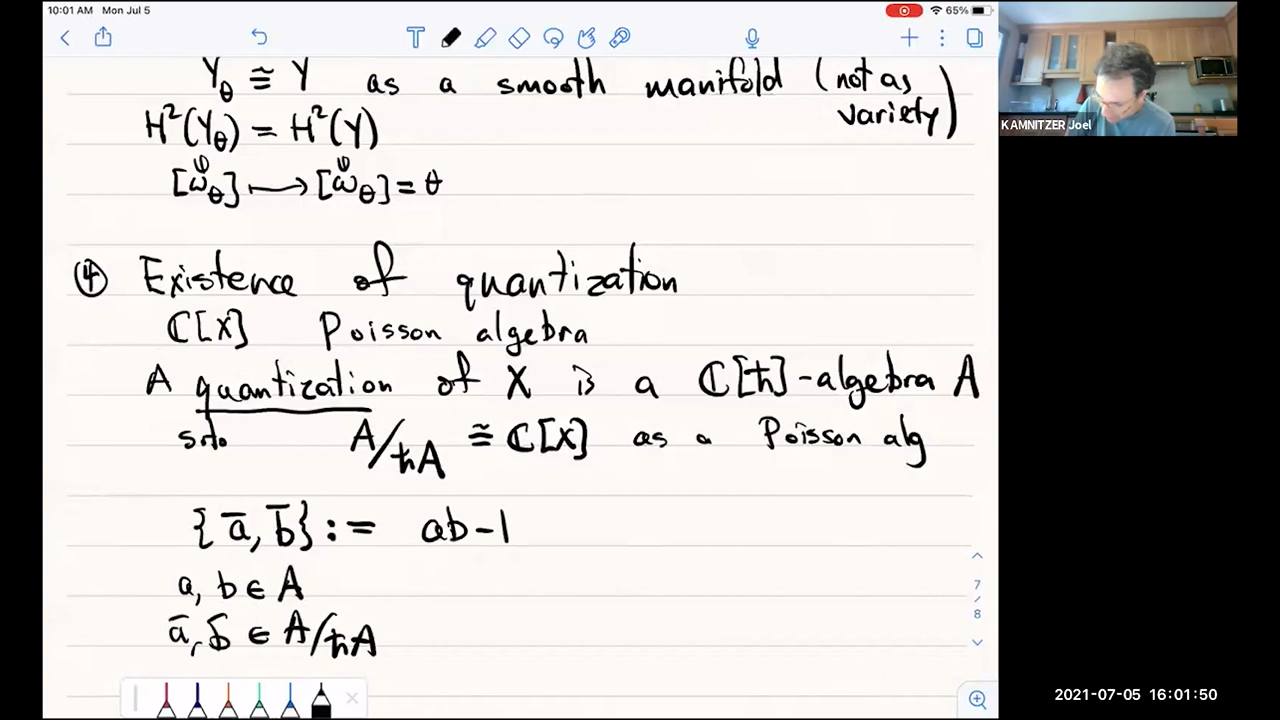 10:01 AM Mon Jul 5
65%
Y_θ ≅ Y as a smooth manifold (not as variety)
H²(Y_θ) = H²(Y)
[ω_θ] ⟼ [ω_θ] = θ
④ Existence of quantization
ℂ[X] Poisson algebra
A quantization of X is a ℂ[ħ]-algebra A
s.t. A/ħA ≅ ℂ[X] as a Poisson alg
{ā, b̄} := ab-1
a, b ∈ A
ā, b̄ ∈ A/ħA
7
/
8
KAMNITZER Joel
2021-07-05 16:01:50